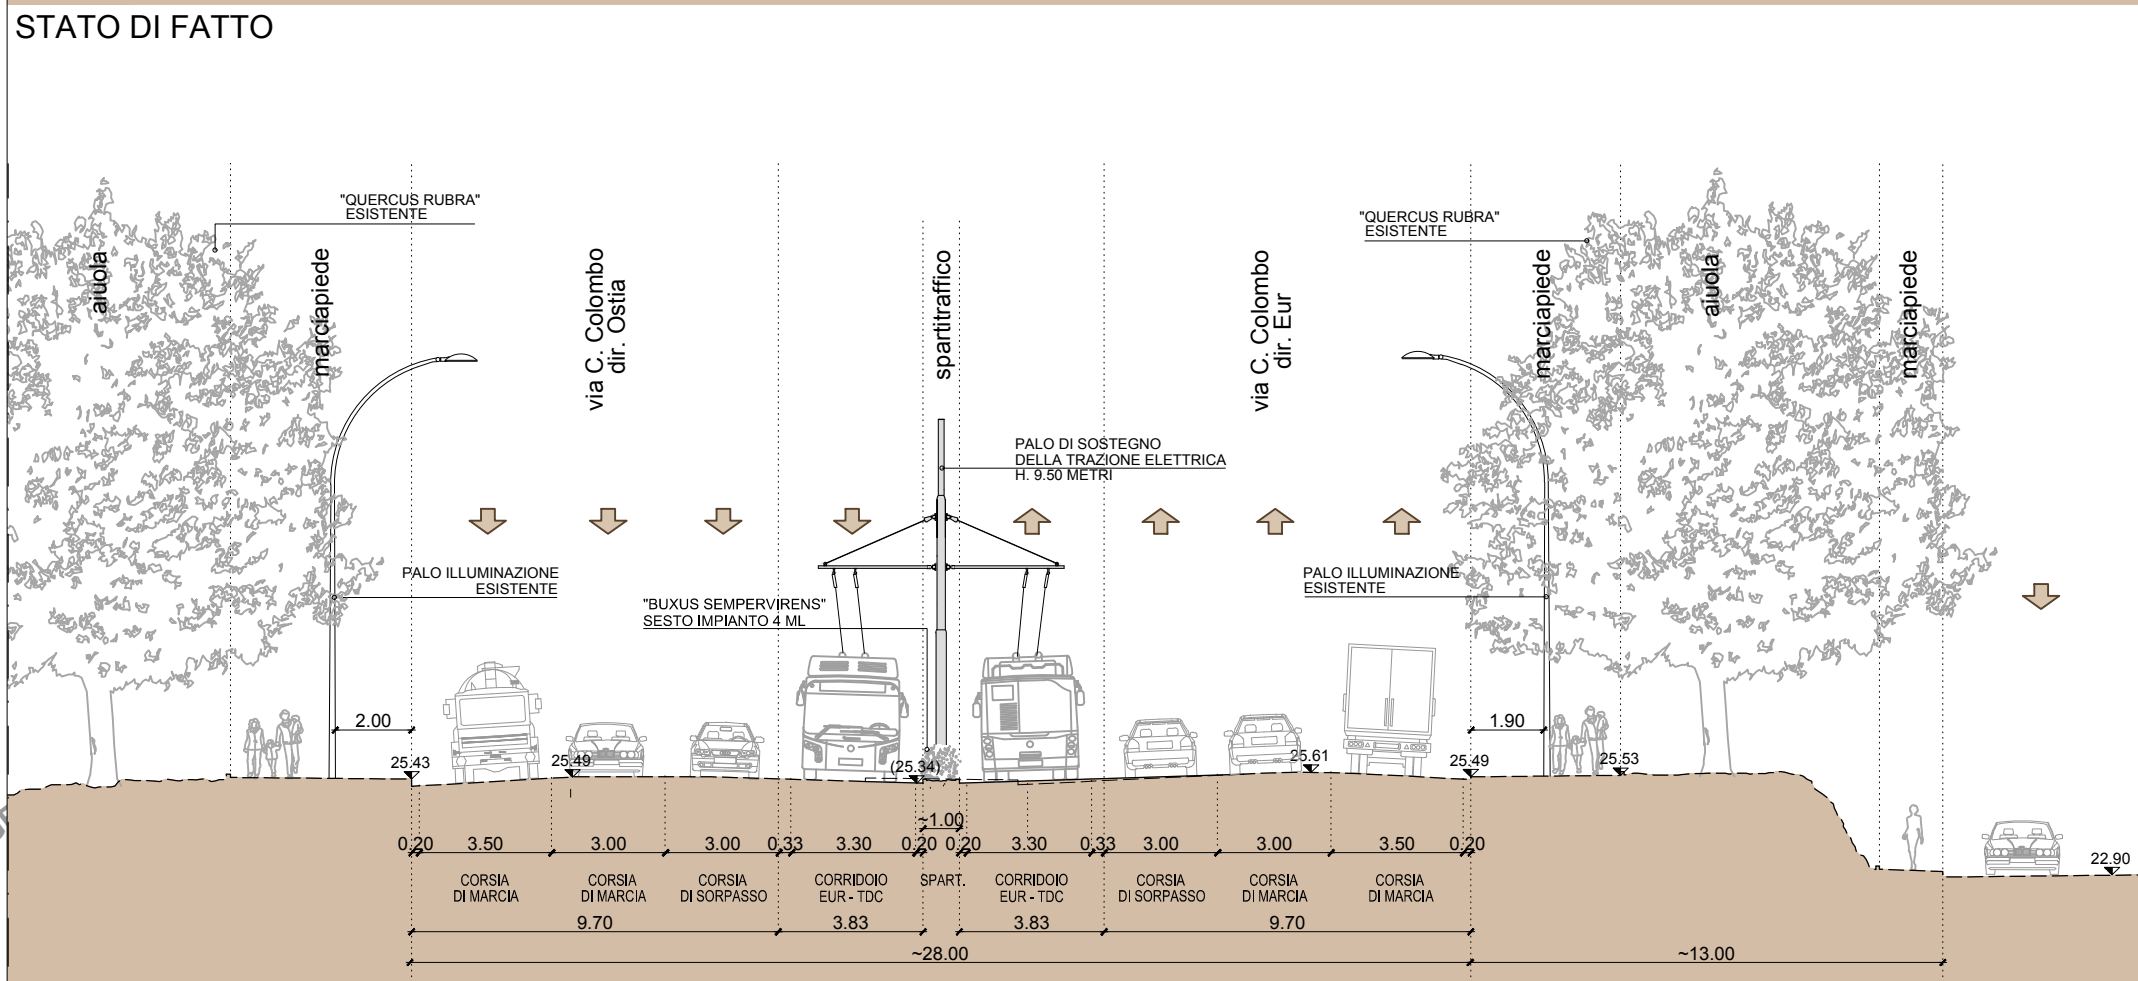 STATO DI FATTO
"QUERCUS RUBRA"
ESISTENTE
"QUERCUS RUBRA"
ESISTENTE
aiuola
marciapiede
via C. Colombo
dir. Ostia
spartitraffico
via C. Colombo
dir. Eur
marciapiede
aiuola
marciapiede
PALO DI SOSTEGNO
DELLA TRAZIONE ELETTRICA
H. 9.50 METRI
PALO ILLUMINAZIONE
ESISTENTE
PALO ILLUMINAZIONE
ESISTENTE
"BUXUS SEMPERVIRENS"
SESTO IMPIANTO 4 ML
2.00
1.90
25.43
25.49
(25.34)
25.61
25.49
25.53
22.90
~1.00
0.20 3.50 3.00 3.00 0.33 3.30 0.20 0.20 3.30 0.33 3.00 3.00 3.50 0.20
CORSIA
DI MARCIA
CORSIA
DI MARCIA
CORSIA
DI SORPASSO
CORRIDOIO
EUR - TDC
SPART.
CORRIDOIO
EUR - TDC
CORSIA
DI SORPASSO
CORSIA
DI MARCIA
CORSIA
DI MARCIA
9.70 3.83 3.83 9.70
~28.00 ~13.00